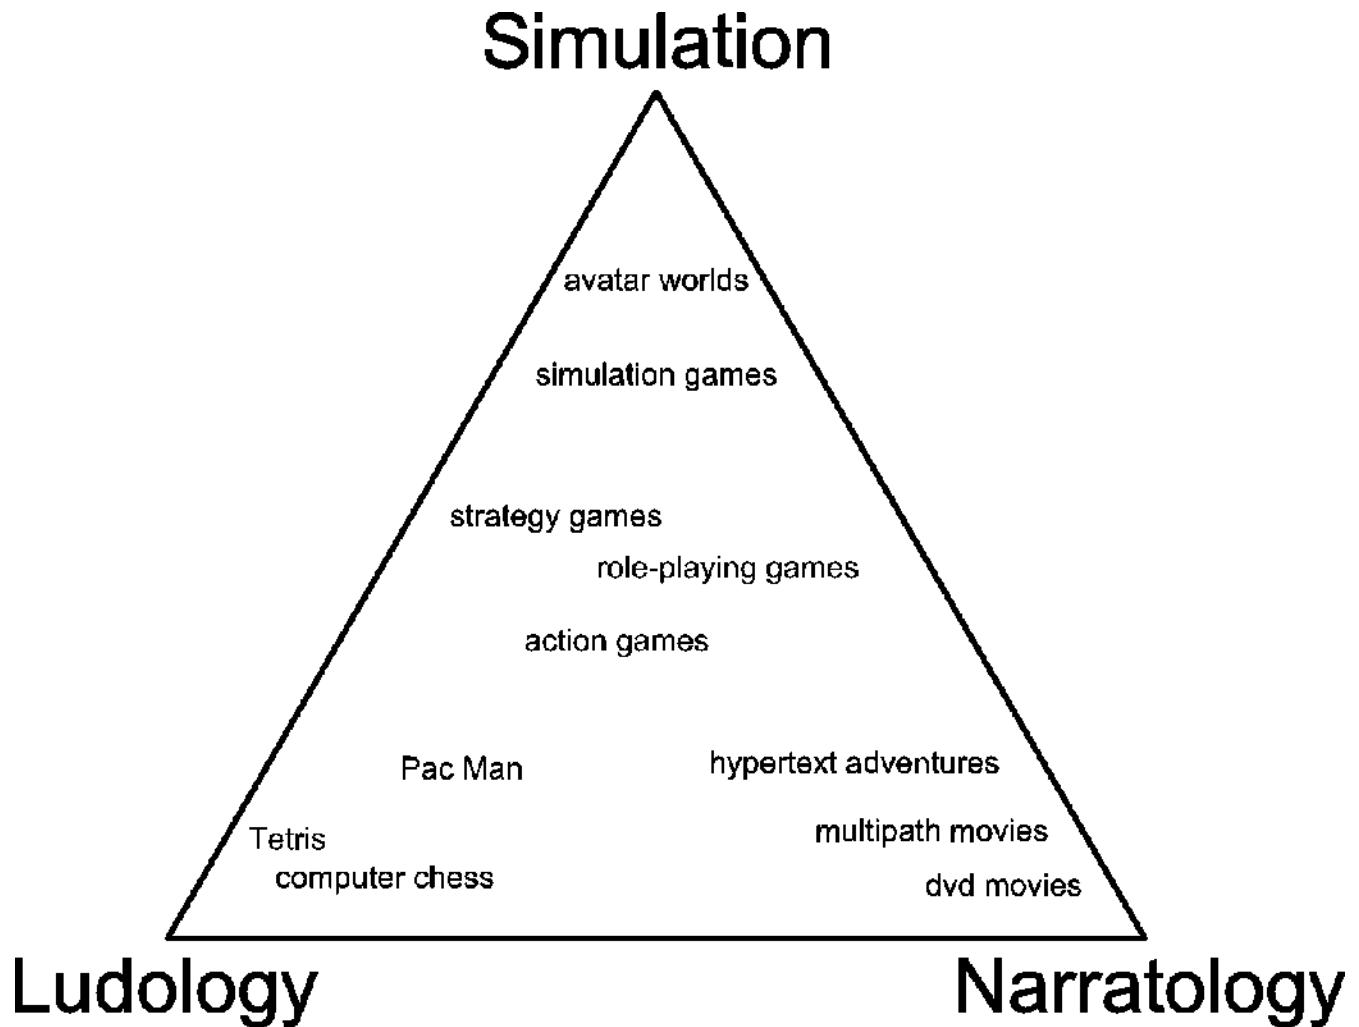 Simulation
avatar worlds
simulation games
strategy games
role-playing games
action games
Pac Man
hypertext adventures
Tetris
multipath movies
computer chess
dvd movies
Ludology
Narratology